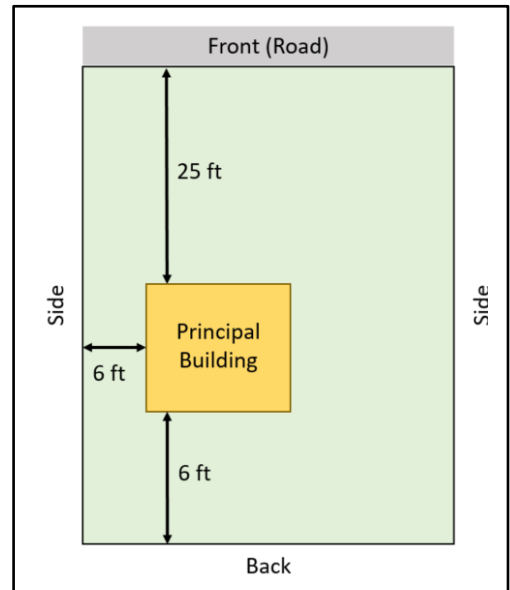 Front (Road)
25 ft
Side
Side
Principal
Building
6 ft
6 ft
Back